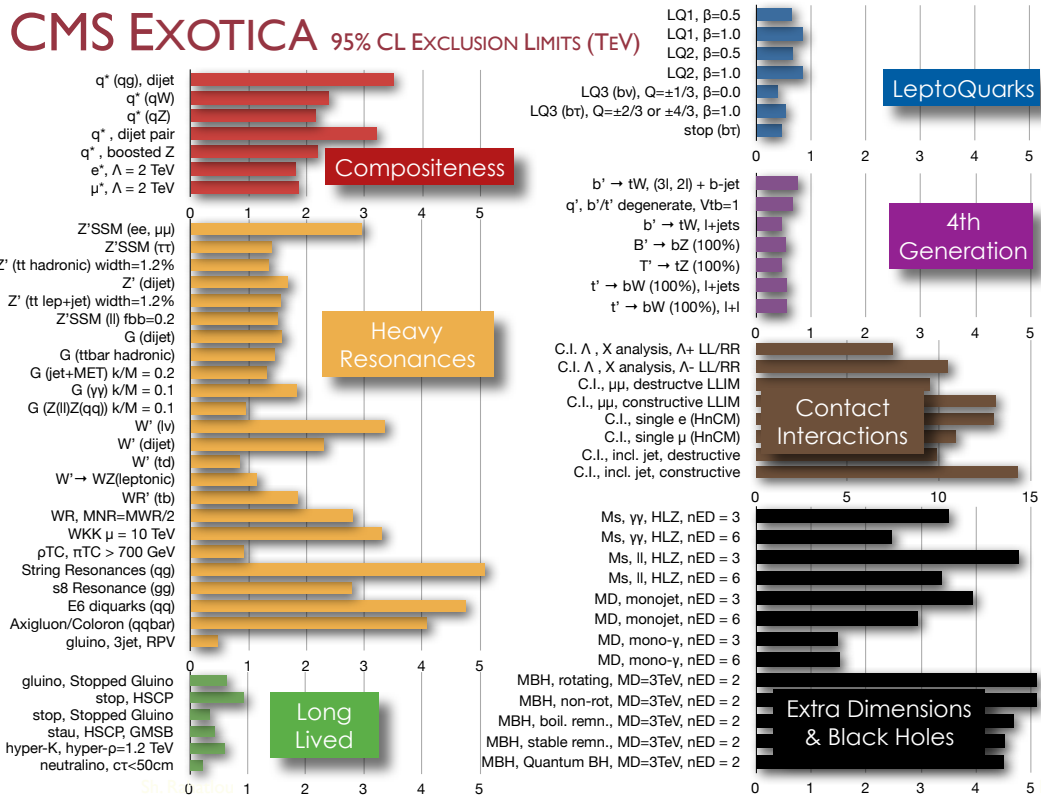 CMS EXOTICA 95% CL EXCLUSION LIMITS (TEV)
q* (qg), dijet
q* (qW)
q* (qZ)
q* , dijet pair
q* , boosted Z
e*, Λ = 2 TeV
μ*, Λ = 2 TeV
Compositeness
0 1 2 3 4 5
Z'SSM (ee, μμ)
Z'SSM (ττ)
Z' (tt hadronic) width=1.2%
Z' (dijet)
Z' (tt lep+jet) width=1.2%
Z'SSM (ll) fbb=0.2
G (dijet)
G (ttbar hadronic)
G (jet+MET) k/M = 0.2
G (γγ) k/M = 0.1
G (Z(ll)Z(qq)) k/M = 0.1
W' (lν)
W' (dijet)
W' (td)
W'→ WZ(leptonic)
WR' (tb)
WR, MNR=MWR/2
WKK μ = 10 TeV
ρTC, πTC > 700 GeV
String Resonances (qg)
s8 Resonance (gg)
E6 diquarks (qq)
Axigluon/Coloron (qqbar)
gluino, 3jet, RPV
Heavy
Resonances
0 1 2 3 4 5
gluino, Stopped Gluino
stop, HSCP
stop, Stopped Gluino
stau, HSCP, GMSB
hyper-K, hyper-ρ=1.2 TeV
neutralino, cτ<50cm
Long
Lived
0 1 2 3 4 5
LQ1, β=0.5
LQ1, β=1.0
LQ2, β=0.5
LQ2, β=1.0
LQ3 (bν), Q=±1/3, β=0.0
LQ3 (bτ), Q=±2/3 or ±4/3, β=1.0
stop (bτ)
LeptoQuarks
0 1 2 3 4 5
b' → tW, (3l, 2l) + b-jet
q', b'/t' degenerate, Vtb=1
b' → tW, l+jets
B' → bZ (100%)
T' → tZ (100%)
t' → bW (100%), l+jets
t' → bW (100%), l+l
4th
Generation
0 1 2 3 4 5
C.I. Λ , X analysis, Λ+ LL/RR
C.I. Λ , X analysis, Λ- LL/RR
C.I., μμ, destructve LLIM
C.I., μμ, constructive LLIM
C.I., single e (HnCM)
C.I., single μ (HnCM)
C.I., incl. jet, destructive
C.I., incl. jet, constructive
Contact
Interactions
0 5 10 15
Ms, γγ, HLZ, nED = 3
Ms, γγ, HLZ, nED = 6
Ms, ll, HLZ, nED = 3
Ms, ll, HLZ, nED = 6
MD, monojet, nED = 3
MD, monojet, nED = 6
MD, mono-γ, nED = 3
MD, mono-γ, nED = 6
MBH, rotating, MD=3TeV, nED = 2
MBH, non-rot, MD=3TeV, nED = 2
MBH, boil. remn., MD=3TeV, nED = 2
MBH, stable remn., MD=3TeV, nED = 2
MBH, Quantum BH, MD=3TeV, nED = 2
Extra Dimensions
& Black Holes
0 1 2 3 4 5